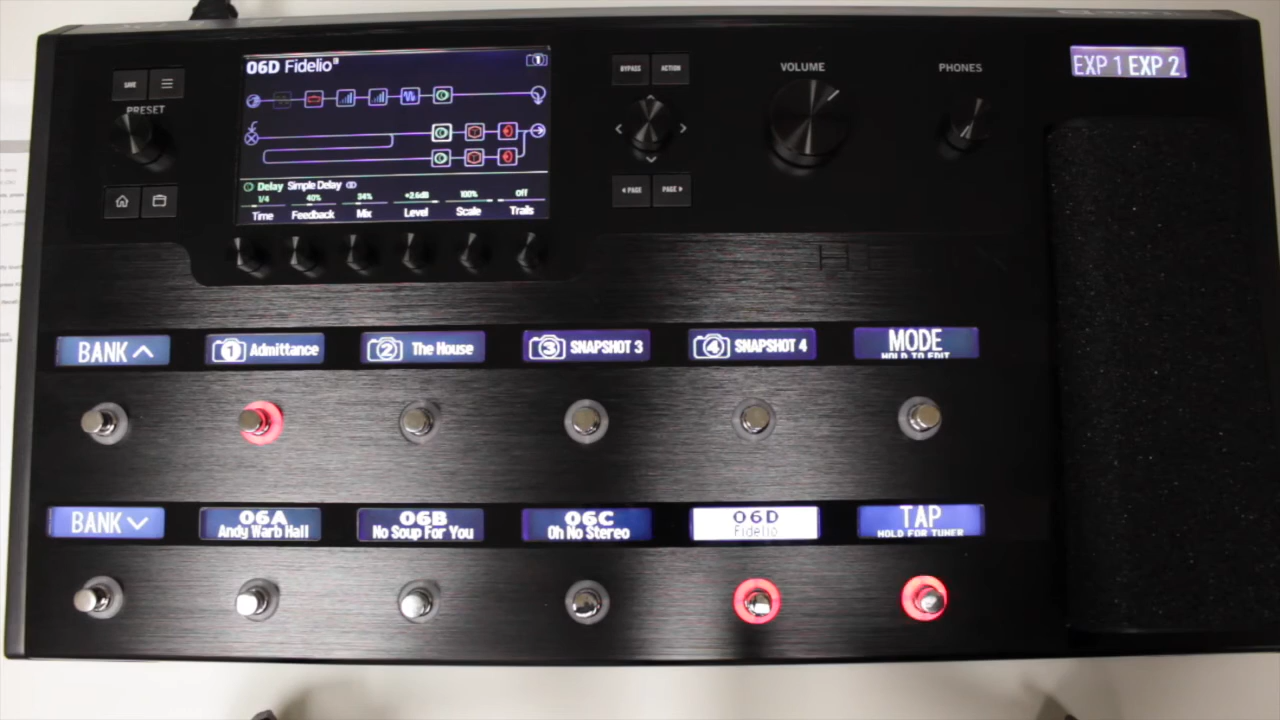 EXP 1 EXP 2
06D Fidelio
1
SAVE
PRESET
BYPASS
ACTION
VOLUME
PHONES
Delay Simple Delay
1/4 40% 34% +2.6dB 100% Off
Time Feedback Mix Level Scale Trails
PAGE
PAGE
BANK
1 Admittance
2 The House
3 SNAPSHOT 3
4 SNAPSHOT 4
MODE
HOLD TO EDIT
BANK
06A
Andy Warb Hall
06B
No Soup For You
06C
Oh No Stereo
06D
Fidelio
TAP
HOLD FOR TUNER